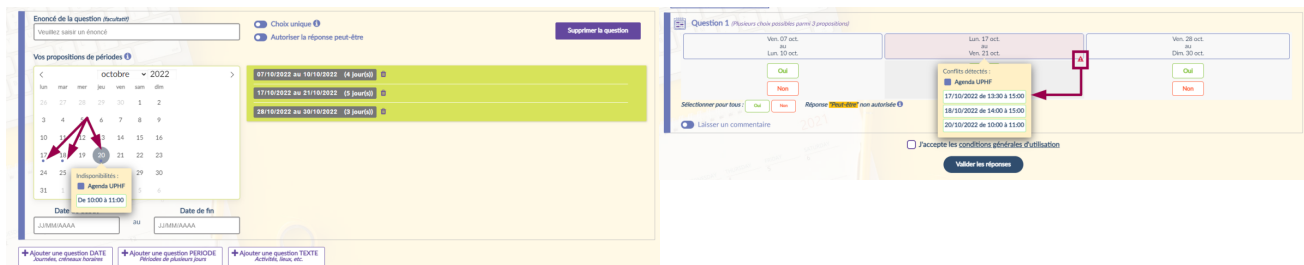 Enoncé de la question (facultatif)
Veuillez saisir un énoncé
Choix unique
Autoriser la réponse peut-être
Supprimer la question
Vos propositions de périodes
octobre 2022
lun mar mer jeu ven sam dim
26 27 28 29 30 1 2
3 4 5 6 7 8 9
10 11 12 13 14 15 16
17 18 19 20 21 22 23
24 25 29 30
31 1 5 6
Indisponibilités :
Agenda UPHF
De 10:00 à 11:00
07/10/2022 au 10/10/2022 (4 jour(s))
17/10/2022 au 21/10/2022 (5 jour(s))
28/10/2022 au 30/10/2022 (3 jour(s))
Date Date de fin
JJ/MM/AAAA au JJ/MM/AAAA
Ajouter une question DATE
Journées, créneaux horaires
Ajouter une question PERIODE
Périodes de plusieurs jours
Ajouter une question TEXTE
Activités, lieux, etc.
Question 1 (Plusieurs choix possibles parmi 3 propositions)
Ven. 07 oct.
au
Lun. 10 oct.
Lun. 17 oct.
au
Ven. 21 oct.
Ven. 28 oct.
au
Dim. 30 oct.
Oui
Non
Oui
Non
Conflits détectés :
Agenda UPHF
17/10/2022 de 13:30 à 15:00
18/10/2022 de 14:00 à 15:00
20/10/2022 de 10:00 à 11:00
Sélectionner pour tous : Oui Non Réponse "Peut-être" non autorisée
Laisser un commentaire
J'accepte les conditions générales d'utilisation
Valider les réponses